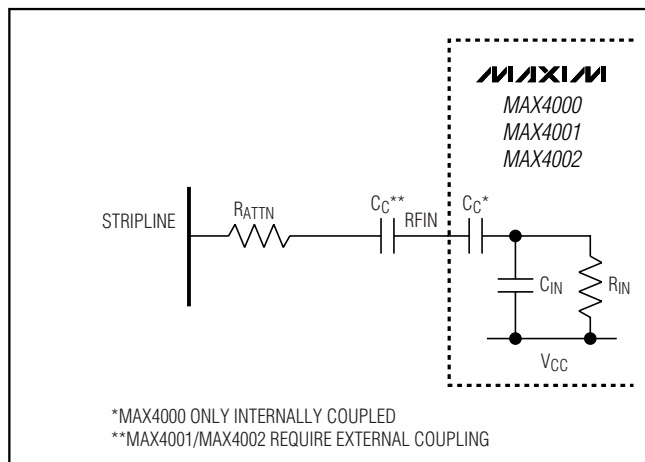 MAXIM
MAX4000
MAX4001
MAX4002
STRIPLINE
RATTN
CC**
RFIN
CC*
CIN
RIN
VCC
*MAX4000 ONLY INTERNALLY COUPLED
**MAX4001/MAX4002 REQUIRE EXTERNAL COUPLING